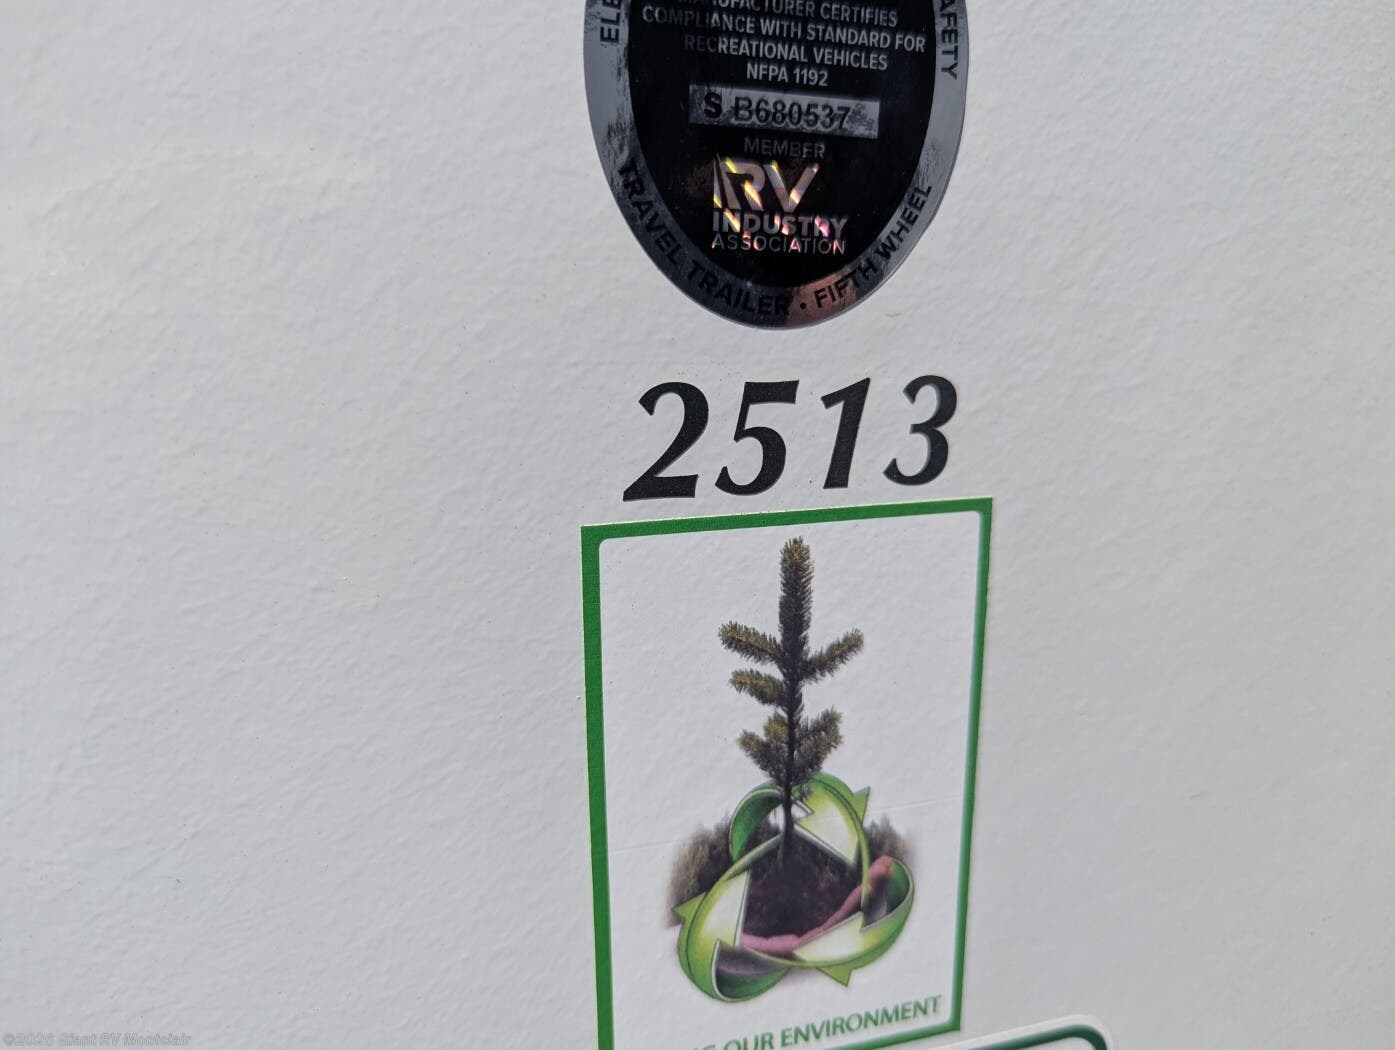 MANUFACTURER CERTIFIES
COMPLIANCE WITH STANDARD FOR
RECREATIONAL VEHICLES
NFPA 1192
S B680537
MEMBER
RV
INDUSTRY
ASSOCIATION
TRAVEL TRAILER · FIFTH WHEEL
2513
OUR ENVIRONMENT
©2026 Giant RV Montclair